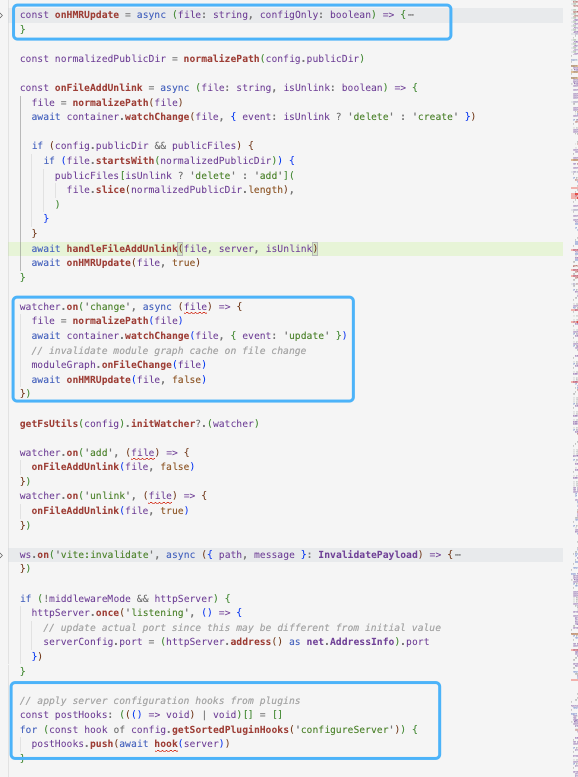 const onHMRUpdate = async (file: string, configOnly: boolean) => {⋯
}
const normalizedPublicDir = normalizePath(config.publicDir)
const onFileAddUnlink = async (file: string, isUnlink: boolean) => {
file = normalizePath(file)
await container.watchChange(file, { event: isUnlink ? 'delete' : 'create' })
if (config.publicDir && publicFiles) {
if (file.startsWith(normalizedPublicDir)) {
publicFiles[isUnlink ? 'delete' : 'add'](
file.slice(normalizedPublicDir.length),
)
}
}
await handleFileAddUnlink(file, server, isUnlink)
await onHMRUpdate(file, true)
}
watcher.on('change', async (file) => {
file = normalizePath(file)
await container.watchChange(file, { event: 'update' })
// invalidate module graph cache on file change
moduleGraph.onFileChange(file)
await onHMRUpdate(file, false)
})
getFsUtils(config).initWatcher?.(watcher)
watcher.on('add', (file) => {
onFileAddUnlink(file, false)
})
watcher.on('unlink', (file) => {
onFileAddUnlink(file, true)
})
ws.on('vite:invalidate', async ({ path, message }: InvalidatePayload) => {⋯
})
if (!middlewareMode && httpServer) {
httpServer.once('listening', () => {
// update actual port since this may be different from initial value
serverConfig.port = (httpServer.address() as net.AddressInfo).port
})
}
// apply server configuration hooks from plugins
const postHooks: ((() => void) | void)[] = []
for (const hook of config.getSortedPluginHooks('configureServer')) {
postHooks.push(await hook(server))
}